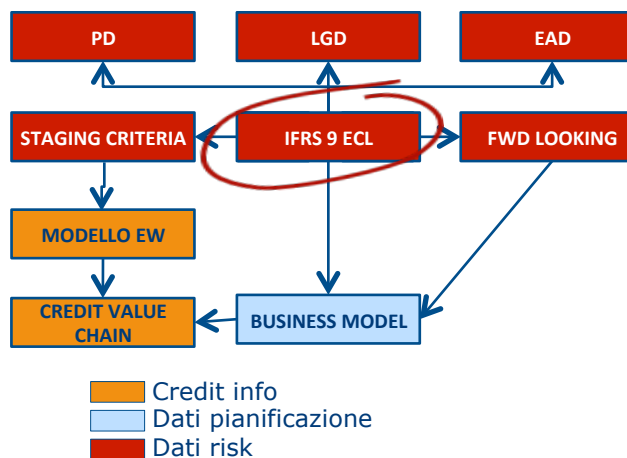 PD
LGD
EAD
STAGING CRITERIA
IFRS 9 ECL
FWD LOOKING
MODELLO EW
CREDIT VALUE
CHAIN
BUSINESS MODEL
Credit info
Dati pianificazione
Dati risk